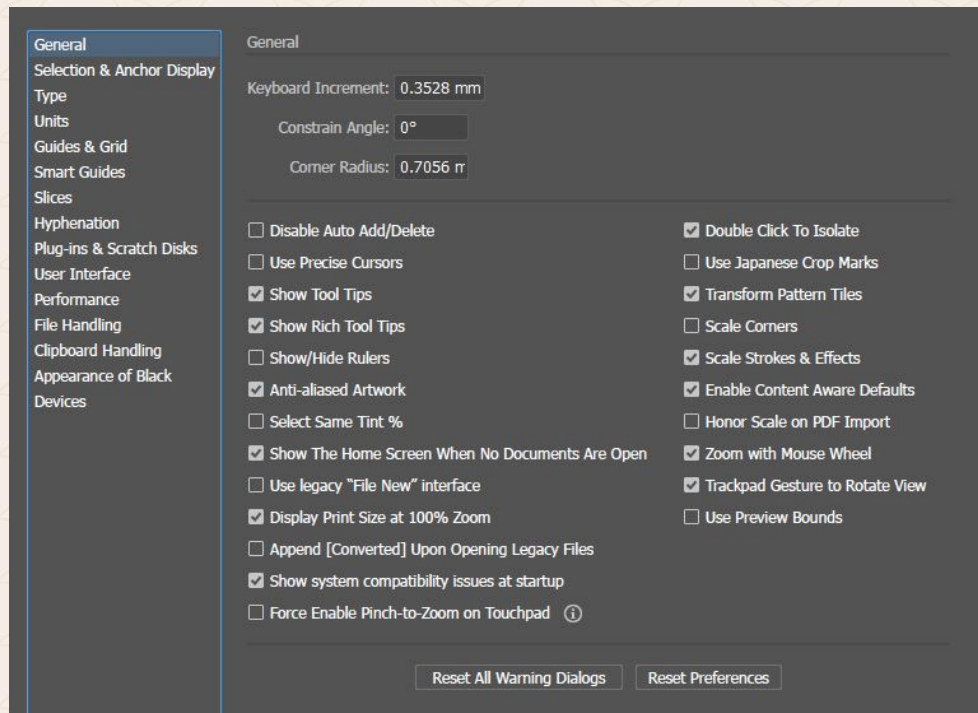 General
Selection & Anchor Display
Type
Units
Guides & Grid
Smart Guides
Slices
Hyphenation
Plug-ins & Scratch Disks
User Interface
Performance
File Handling
Clipboard Handling
Appearance of Black
Devices
General
Keyboard Increment: 0.3528 mm
Constrain Angle: 0°
Corner Radius: 0.7056 m
Disable Auto Add/Delete
Use Precise Cursors
Show Tool Tips
Show Rich Tool Tips
Show/Hide Rulers
Anti-aliased Artwork
Select Same Tint %
Show The Home Screen When No Documents Are Open
Use legacy “File New” interface
Display Print Size at 100% Zoom
Append [Converted] Upon Opening Legacy Files
Show system compatibility issues at startup
Force Enable Pinch-to-Zoom on Touchpad
Double Click To Isolate
Use Japanese Crop Marks
Transform Pattern Tiles
Scale Corners
Scale Strokes & Effects
Enable Content Aware Defaults
Honor Scale on PDF Import
Zoom with Mouse Wheel
Trackpad Gesture to Rotate View
Use Preview Bounds
Reset All Warning Dialogs
Reset Preferences